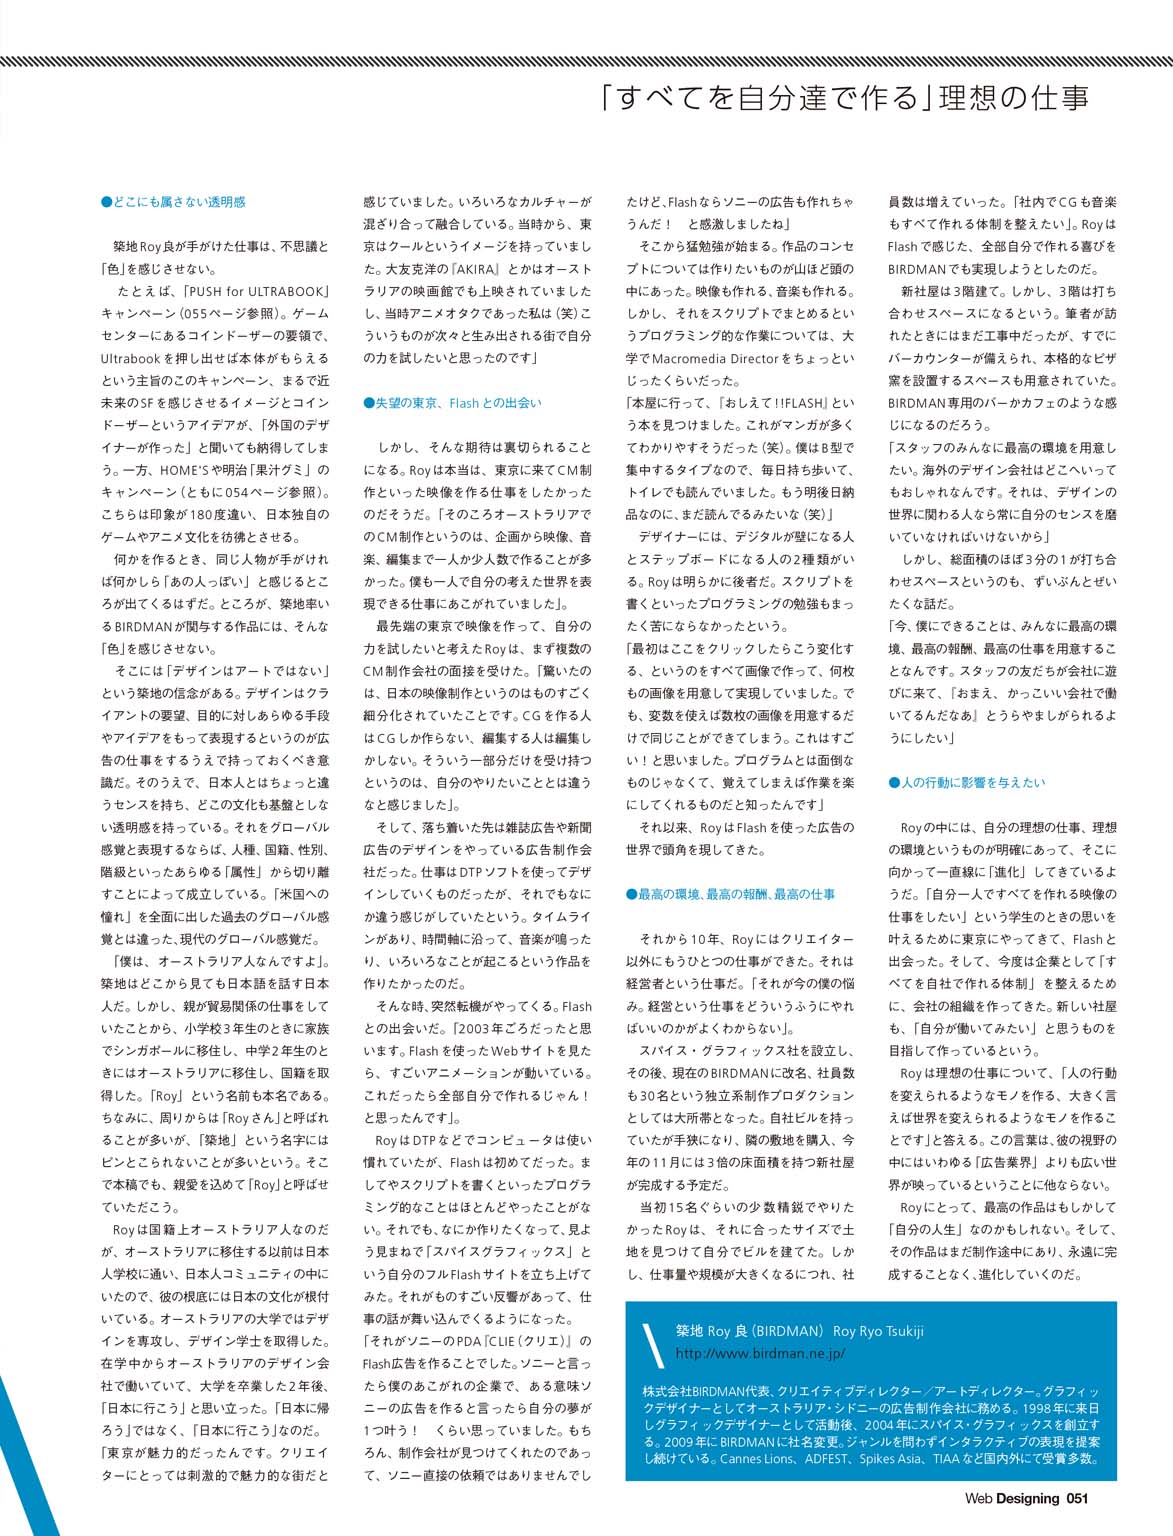 「すべてを自分達で作る」理想の仕事
●どこにも属さない透明感
築地Roy良が手がけた仕事は、不思議と
「色」を感じさせない。
たとえば、「PUSH for ULTRABOOK」
キャンペーン（055ページ参照）。ゲーム
センターにあるコインドーザーの要領で、
Ultrabookを押し出せば本体がもらえる
という主旨のこのキャンペーン、まるで近
未来のSFを感じさせるイメージとコイン
ドーザーというアイデアが、「外国のデザ
イナーが作った」と聞いても納得してしま
う。一方、HOME'Sや明治「果汁グミ」の
キャンペーン（ともに054ページ参照）。
こちらは印象が180度違い、日本独自の
ゲームやアニメ文化を彷彿とさせる。
何かを作るとき、同じ人物が手がけれ
ば何かしら「あの人っぽい」と感じるとこ
ろが出てくるはずだ。ところが、築地率い
るBIRDMANが関与する作品には、そんな
「色」を感じさせない。
そこには「デザインはアートではない」
という築地の信念がある。デザインはクラ
イアントの要望、目的に対しあらゆる手段
やアイデアをもって表現するというのが広
告の仕事をするうえで持っておくべき意
識だ。そのうえで、日本人とはちょっと違
うセンスを持ち、どこの文化も基盤としな
い透明感を持っている。それをグローバル
感覚と表現するならば、人種、国籍、性別、
階級といったあらゆる「属性」から切り離
すことによって成立している。「米国への
憧れ」を全面に出した過去のグローバル感
覚とは違った、現代のグローバル感覚だ。
「僕は、オーストラリア人なんですよ」。
築地はどこから見ても日本語を話す日本
人だ。しかし、親が貿易関係の仕事をして
いたことから、小学校3年生のときに家族
でシンガポールに移住し、中学2年生のと
きにはオーストラリアに移住し、国籍を取
得した。「Roy」という名前も本名である。
ちなみに、周りからは「Royさん」と呼ばれ
ることが多いが、「築地」という名字には
ピンとこられないことが多いという。そこ
で本稿でも、親愛を込めて「Roy」と呼ばせ
ていただこう。
Royは国籍上オーストラリア人なのだ
が、オーストラリアに移住する以前は日本
人学校に通い、日本人コミュニティの中に
いたので、彼の根底には日本の文化が根付
いている。オーストラリアの大学ではデザ
インを専攻し、デザイン学士を取得した。
在学中からオーストラリアのデザイン会
社で働いていて、大学を卒業した2年後、
「日本に行こう」と思い立った。「日本に帰
ろう」ではなく、「日本に行こう」なのだ。
「東京が魅力的だったんです。クリエイ
ターにとっては刺激的で魅力的な街だと
感じていました。いろいろなカルチャーが
混ざり合って融合している。当時から、東
京はクールというイメージを持っていまし
た。大友克洋の『AKIRA』とかはオースト
ラリアの映画館でも上映されていました
し、当時アニメオタクであった私は（笑）こ
ういうものが次々と生み出される街で自分
の力を試したいと思ったのです」
●失望の東京、Flashとの出会い
しかし、そんな期待は裏切られること
になる。Royは本当は、東京に来てCM制
作といった映像を作る仕事をしたかった
のだそうだ。「そのころオーストラリアで
のCM制作というのは、企画から映像、音
楽、編集まで一人か少人数で作ることが多
かった。僕も一人で自分の考えた世界を表
現できる仕事にあこがれていました」。
最先端の東京で映像を作って、自分の
力を試したいと考えたRoyは、まず複数の
CM制作会社の面接を受けた。「驚いたの
は、日本の映像制作というのはものすごく
細分化されていたことです。CGを作る人
はCGしか作らない、編集する人は編集し
かしない。そういう一部分だけを受け持つ
というのは、自分のやりたいこととは違う
なと感じました」。
そして、落ち着いた先は雑誌広告や新聞
広告のデザインをやっている広告制作会
社だった。仕事はDTPソフトを使ってデザ
インしていくものだったが、それでもなに
か違う感じがしていたという。タイムライ
ンがあり、時間軸に沿って、音楽が鳴った
り、いろいろなことが起こるという作品を
作りたかったのだ。
そんな時、突然転機がやってくる。Flash
との出会いだ。「2003年ごろだったと思
います。Flashを使ったWebサイトを見た
ら、すごいアニメーションが動いている。
これだったら全部自分で作れるじゃん！
と思ったんです」。
RoyはDTPなどでコンピュータは使い
慣れていたが、Flashは初めてだった。ま
してやスクリプトを書くといったプログラ
ミング的なことはほとんどやったことがな
い。それでも、なにか作りたくなって、見よ
う見まねで「スパイスグラフィックス」と
いう自分のフルFlashサイトを立ち上げて
みた。それがものすごい反響があって、仕
事の話が舞い込んでくるようになった。
「それがソニーのPDA『CLIE（クリエ）』の
Flash広告を作ることでした。ソニーと言っ
たら僕のあこがれの企業で、ある意味ソ
ニーの広告を作ると言ったら自分の夢が
1つ叶う！　くらい思っていました。もち
ろん、制作会社が見つけてくれたのであっ
て、ソニー直接の依頼ではありませんでし
たけど、Flashならソニーの広告も作れちゃ
うんだ！　と感激しましたね」
そこから猛勉強が始まる。作品のコンセ
プトについては作りたいものが山ほど頭の
中にあった。映像も作れる、音楽も作れる。
しかし、それをスクリプトでまとめるとい
うプログラミング的な作業については、大
学でMacromedia Directorをちょっとい
じったくらいだった。
「本屋に行って、『おしえて!!FLASH』とい
う本を見つけました。これがマンガが多く
てわかりやすそうだった（笑）。僕はB型で
集中するタイプなので、毎日持ち歩いて、
トイレでも読んでいました。もう明後日納
品なのに、まだ読んでるみたいな（笑）」
デザイナーには、デジタルが壁になる人
とステップボードになる人の2種類がい
る。Royは明らかに後者だ。スクリプトを
書くといったプログラミングの勉強もまっ
たく苦にならなかったという。
「最初はここをクリックしたらこう変化す
る、というのをすべて画像で作って、何枚
もの画像を用意して実現していました。で
も、変数を使えば数枚の画像を用意するだ
けで同じことができてしまう。これはすご
い！と思いました。プログラムとは面倒な
ものじゃなくて、覚えてしまえば作業を楽
にしてくれるものだと知ったんです」
それ以来、RoyはFlashを使った広告の
世界で頭角を現してきた。
●最高の環境、最高の報酬、最高の仕事
それから10年、Royにはクリエイター
以外にもうひとつの仕事ができた。それは
経営者という仕事だ。「それが今の僕の悩
み。経営という仕事をどういうふうにやれ
ばいいのかがよくわからない」。
スパイス・グラフィックス社を設立し、
その後、現在のBIRDMANに改名、社員数
も30名という独立系制作プロダクション
としては大所帯となった。自社ビルを持っ
ていたが手狭になり、隣の敷地を購入、今
年の11月には3倍の床面積を持つ新社屋
が完成する予定だ。
当初15名ぐらいの少数精鋭でやりた
かったRoyは、それに合ったサイズで土
地を見つけて自分でビルを建てた。しか
し、仕事量や規模が大きくなるにつれ、社
員数は増えていった。「社内でCGも音楽
もすべて作れる体制を整えたい」。Royは
Flashで感じた、全部自分で作れる喜びを
BIRDMANでも実現しようとしたのだ。
新社屋は3階建て。しかし、3階は打ち
合わせスペースになるという。筆者が訪
れたときにはまだ工事中だったが、すでに
バーカウンターが備えられ、本格的なピザ
窯を設置するスペースも用意されていた。
BIRDMAN専用のバーかカフェのような感
じになるのだろう。
「スタッフのみんなに最高の環境を用意し
たい。海外のデザイン会社はどこへいって
もおしゃれなんです。それは、デザインの
世界に関わる人なら常に自分のセンスを磨
いていなければいけないから」
しかし、総面積のほぼ3分の1が打ち合
わせスペースというのも、ずいぶんとぜい
たくな話だ。
「今、僕にできることは、みんなに最高の環
境、最高の報酬、最高の仕事を用意するこ
となんです。スタッフの友だちが会社に遊
びに来て、『おまえ、かっこいい会社で働
いてるんだなあ』とうらやましがられるよ
うにしたい」
●人の行動に影響を与えたい
Royの中には、自分の理想の仕事、理想
の環境というものが明確にあって、そこに
向かって一直線に「進化」してきているよ
うだ。「自分一人ですべてを作れる映像の
仕事をしたい」という学生のときの思いを
叶えるために東京にやってきて、Flashと
出会った。そして、今度は企業として「す
べてを自社で作れる体制」を整えるため
に、会社の組織を作ってきた。新しい社屋
も、「自分が働いてみたい」と思うものを
目指して作っているという。
Royは理想の仕事について、「人の行動
を変えられるようなモノを作る、大きく言
えば世界を変えられるようなモノを作るこ
とです」と答える。この言葉は、彼の視野の
中にはいわゆる「広告業界」よりも広い世
界が映っているということに他ならない。
Royにとって、最高の作品はもしかして
「自分の人生」なのかもしれない。そして、
その作品はまだ制作途中にあり、永遠に完
成することなく、進化していくのだ。
築地 Roy 良（BIRDMAN） Roy Ryo Tsukiji
http://www.birdman.ne.jp/
株式会社BIRDMAN代表、クリエイティブディレクター／アートディレクター。グラフィッ
クデザイナーとしてオーストラリア・シドニーの広告制作会社に務める。1998年に来日
しグラフィックデザイナーとして活動後、2004年にスパイス・グラフィックスを創立す
る。2009年にBIRDMANに社名変更。ジャンルを問わずインタラクティブの表現を提案
し続けている。Cannes Lions、ADFEST、Spikes Asia、TIAAなど国内外にて受賞多数。
Web Designing 051